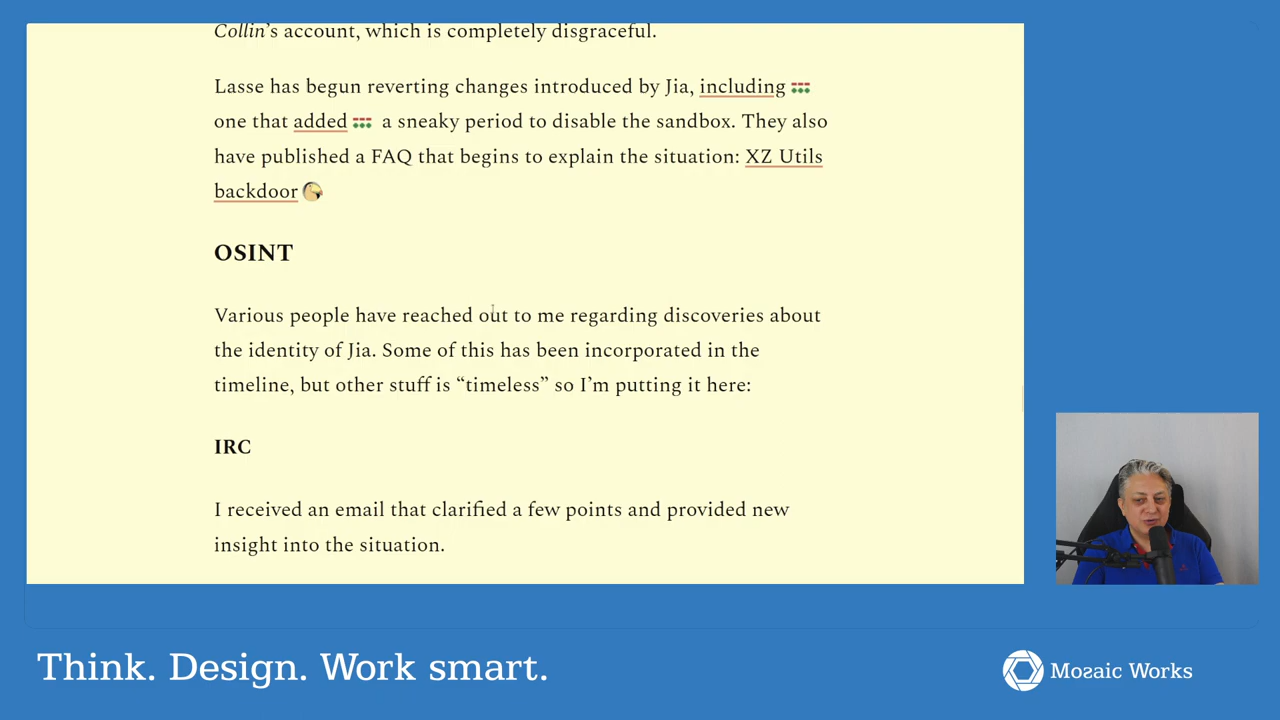 Collin's account, which is completely disgraceful.
Lasse has begun reverting changes introduced by Jia, including
one that added a sneaky period to disable the sandbox. They also
have published a FAQ that begins to explain the situation: XZ Utils
backdoor
OSINT
Various people have reached out to me regarding discoveries about
the identity of Jia. Some of this has been incorporated in the
timeline, but other stuff is “timeless” so I’m putting it here:
IRC
I received an email that clarified a few points and provided new
insight into the situation.
Think. Design. Work smart.
Mozaic Works